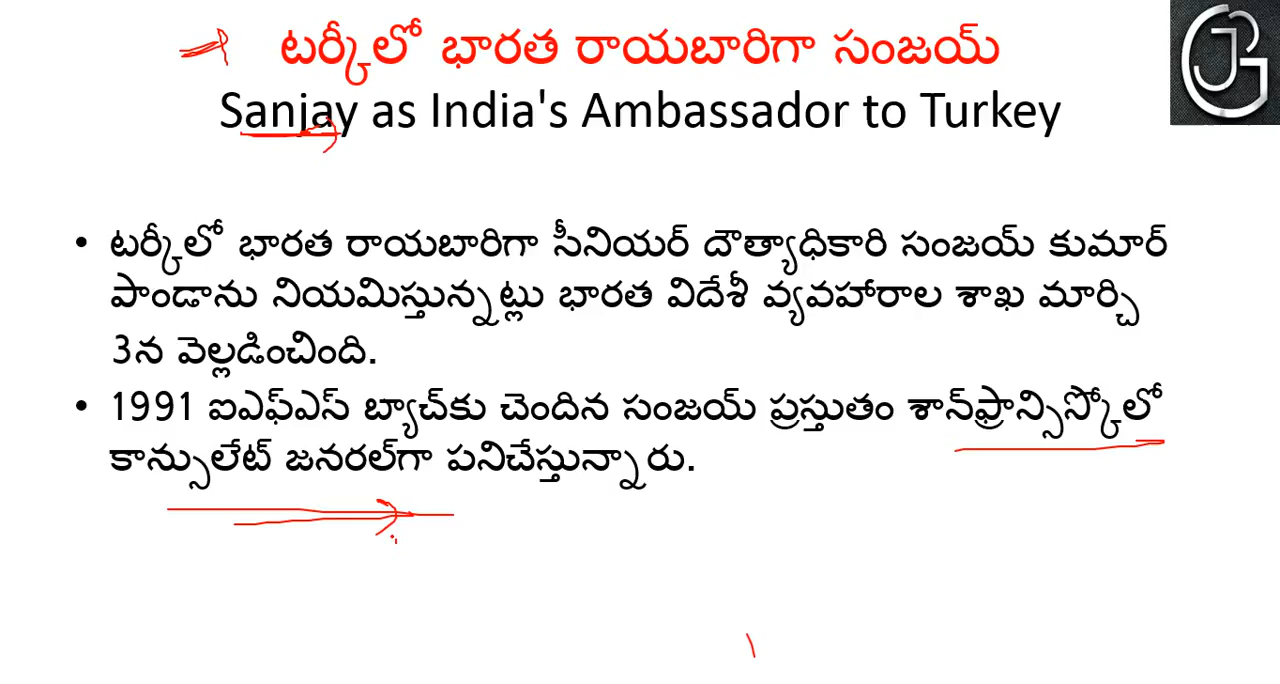 టర్కీలో భారత రాయబారిగా సంజయ్
Sanjay as India's Ambassador to Turkey
• టర్కీలో భారత రాయబారిగా సీనియర్ దౌత్యాధికారి సంజయ్ కుమార్
పాండాను నియమిస్తున్నట్లు భారత విదేశీ వ్యవహారాల శాఖ మార్చి
3న వెల్లడించింది.
• 1991 ఐఎఫ్ఎస్ బ్యాచ్‌కు చెందిన సంజయ్ ప్రస్తుతం శాన్‌ఫ్రాన్సిస్కోలో
కాన్సులేట్ జనరల్‌గా పనిచేస్తున్నారు.